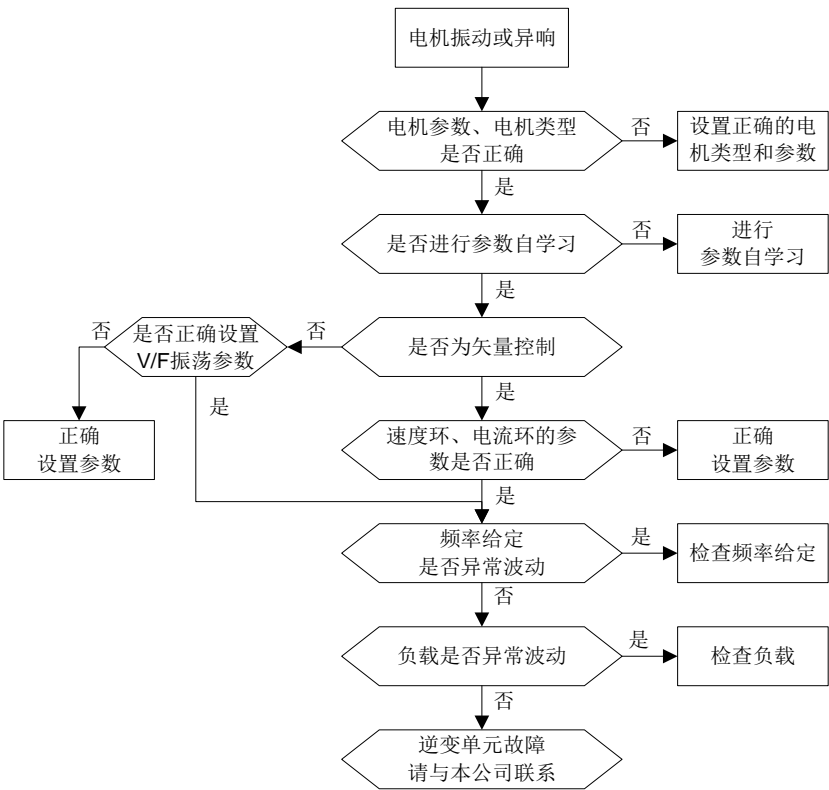 电机振动或异响
电机参数、电机类型
是否正确
否
设置正确的电
机类型和参数
是
是否进行参数自学习
否
进行
参数自学习
是
是否为矢量控制
否
是否正确设置
V/F振荡参数
否
正确
设置参数
是
是
速度环、电流环的参
数是否正确
否
正确
设置参数
是
频率给定
是否异常波动
是
检查频率给定
否
负载是否异常波动
是
检查负载
否
逆变单元故障
请与本公司联系